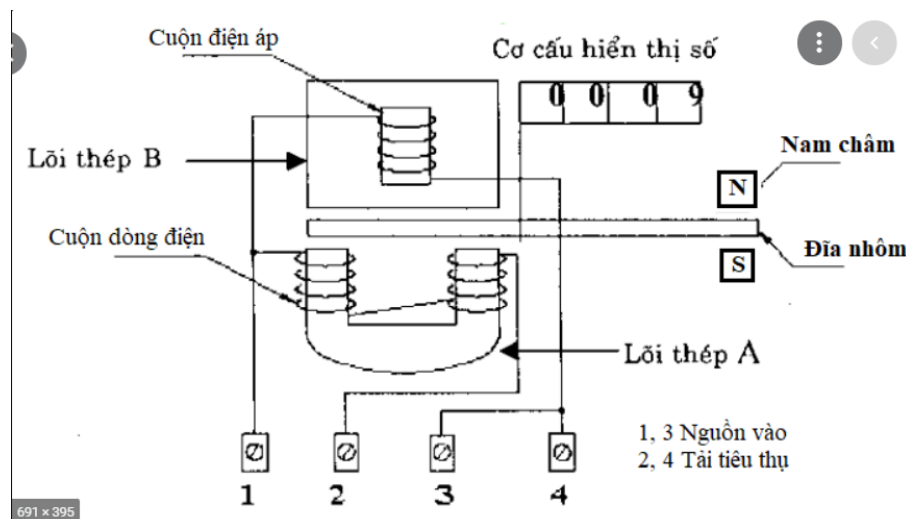 Cuộn điện áp
Cơ cấu hiển thị số
0 0 0 9
Lõi thép B
Nam châm
N
Cuộn dòng điện
Đĩa nhôm
S
Lõi thép A
1, 3 Nguồn vào
2, 4 Tải tiêu thụ
1 2 3 4
691 × 395